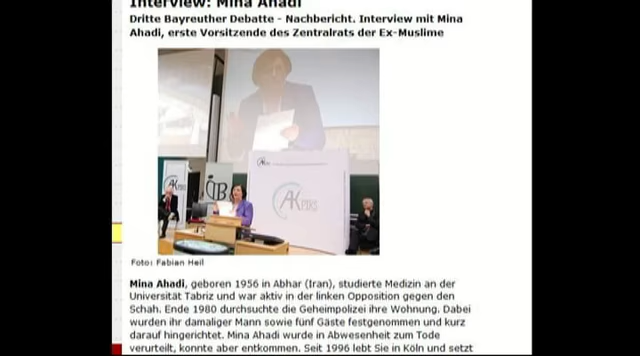 Interview: Mina Ahadi
Dritte Bayreuther Debatte - Nachbericht. Interview mit Mina
Ahadi, erste Vorsitzende des Zentralrats der Ex-Muslime
AK
IB
AK
Foto: Fabian Heil
Mina Ahadi, geboren 1956 in Abhar (Iran), studierte Medizin an der
Universität Tabriz und war aktiv in der linken Opposition gegen den
Schah. Ende 1980 durchsuchte die Geheimpolizei ihre Wohnung. Dabei
wurden ihr damaliger Mann sowie fünf Gäste festgenommen und kurz
darauf hingerichtet. Mina Ahadi wurde in Abwesenheit zum Tode
verurteilt, konnte aber entkommen. Seit 1996 lebt Sie in Köln und setzt